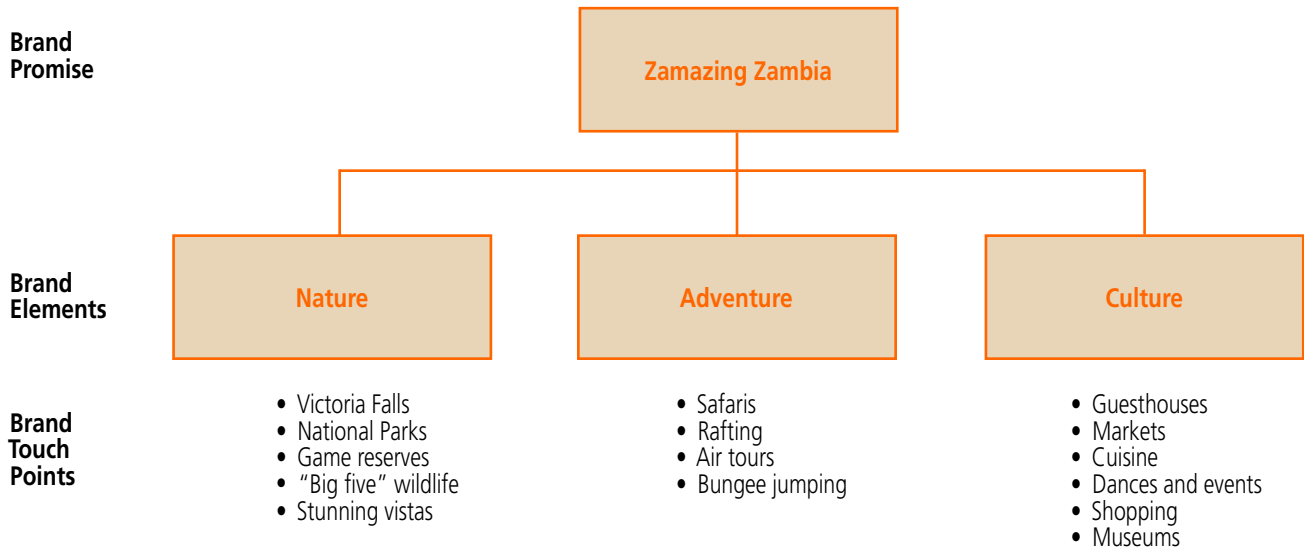 Brand
Promise
Zamazing Zambia
Brand
Elements
Nature
Adventure
Culture
Brand
Touch
Points
• Victoria Falls
• National Parks
• Game reserves
• “Big five” wildlife
• Stunning vistas
• Safaris
• Rafting
• Air tours
• Bungee jumping
• Guesthouses
• Markets
• Cuisine
• Dances and events
• Shopping
• Museums